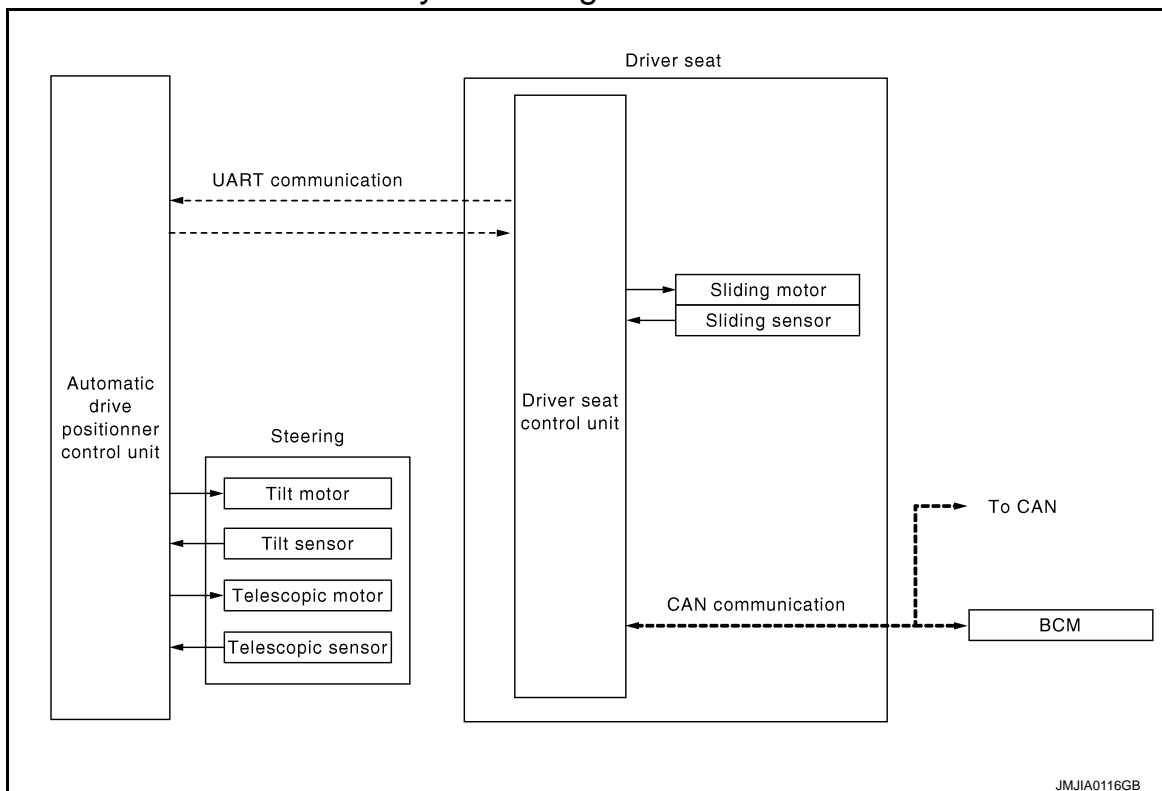 Driver seat
UART communication
Sliding motor
Sliding sensor
Automatic
drive
positionner
control unit
Driver seat
control unit
Steering
Tilt motor
Tilt sensor
Telescopic motor
Telescopic sensor
To CAN
CAN communication
BCM
JMJIA0116GB